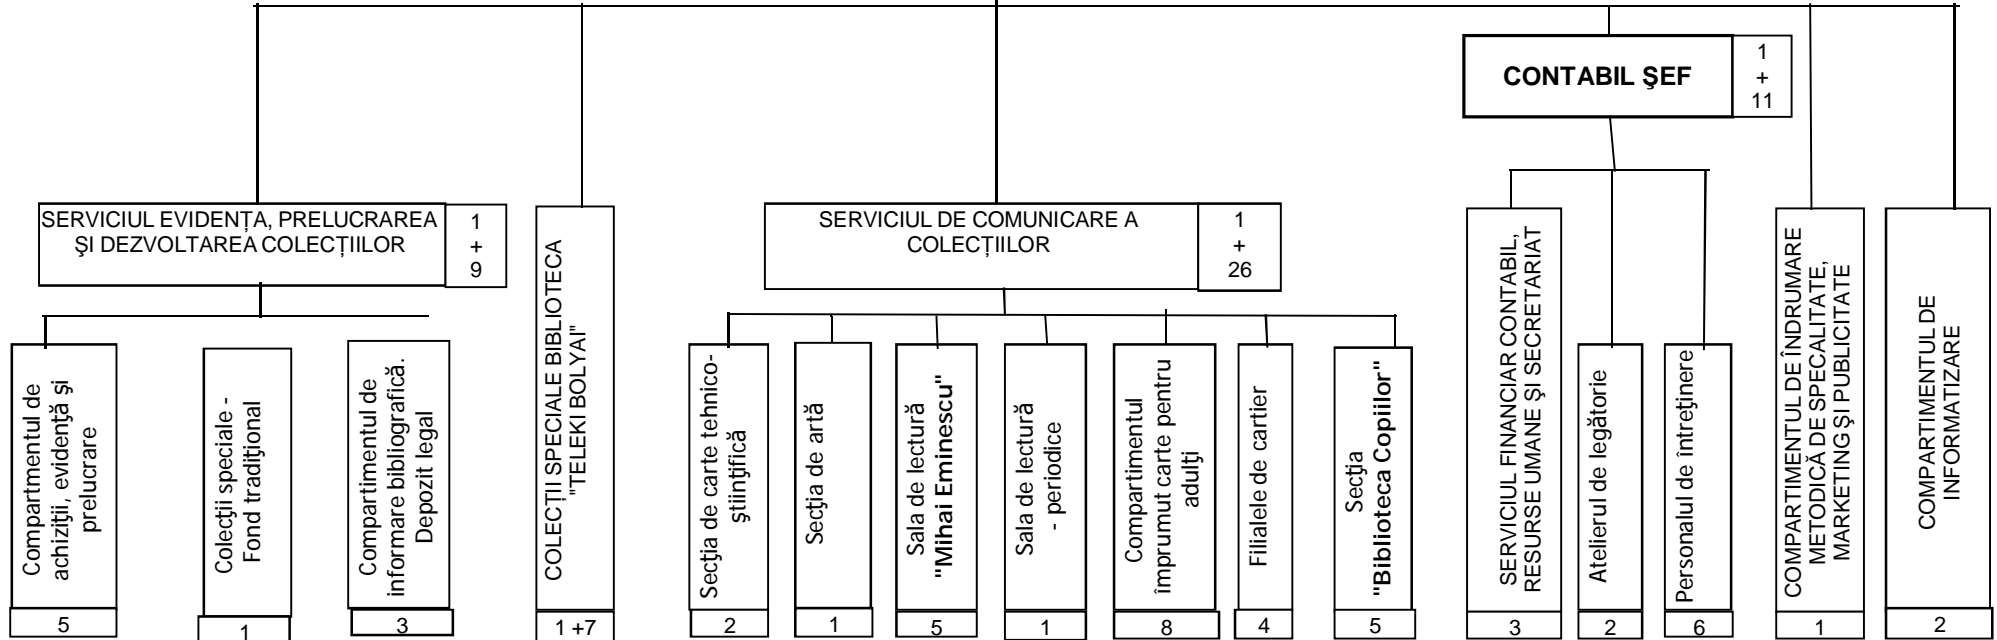 CONTABIL ŞEF
1
+
11
SERVICIUL EVIDENȚA, PRELUCRAREA
ŞI DEZVOLTAREA COLECȚIILOR
1
+
9
COLECȚII SPECIALE BIBLIOTECA
"TELEKI BOLYAI"
1 +7
SERVICIUL DE COMUNICARE A
COLECȚIILOR
1
+
26
Compartmentul de
achiziţii, evidenţă şi
prelucrare
5
Colecţii speciale -
Fond tradiţional
1
Compartimentul de
informare bibliografică.
Depozit legal
3
Secţia de carte tehnico-
ştiinţifică
2
Secţia de artă
1
Sala de lectură
"Mihai Eminescu"
5
Sala de lectură
- periodice
1
Compartimentul
împrumut carte pentru
adulţi
8
Filialele de cartier
4
Secţia
"Biblioteca Copiilor"
5
SERVICIUL FINANCIAR CONTABIL,
RESURSE UMANE ŞI SECRETARIAT
3
Atelierul de legătorie
2
Personalul de întreţinere
6
COMPARTIMENTUL DE ÎNDRUMARE
METODICĂ DE SPECALITATE,
MARKETING ŞI PUBLICITATE
1
COMPARTIMENTUL DE
INFORMATIZARE
2